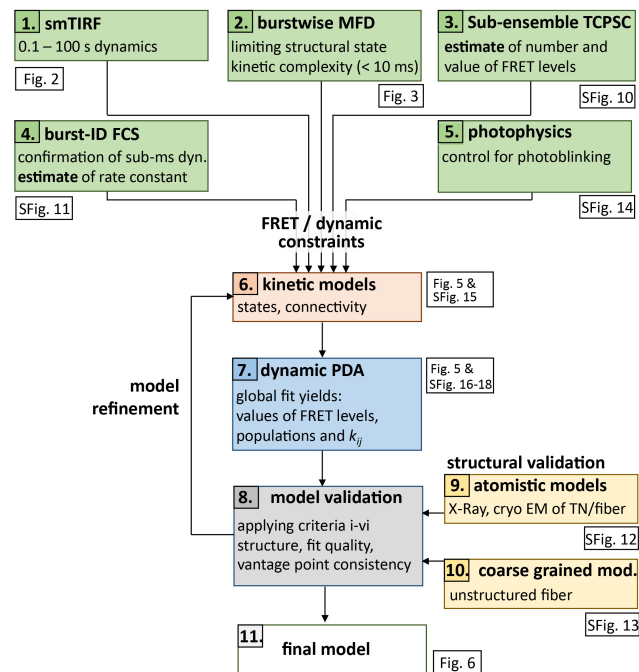 1. smTIRF
0.1 – 100 s dynamics
Fig. 2
2. burstwise MFD
limiting structural state
kinetic complexity (< 10 ms)
Fig. 3
3. Sub-ensemble TCPSC
estimate of number and
value of FRET levels
SFig. 10
4. burst-ID FCS
confirmation of sub-ms dyn.
estimate of rate constant
SFig. 11
5. photophysics
control for photoblinking
SFig. 14
FRET / dynamic
constraints
6. kinetic models
states, connectivity
Fig. 5 &
SFig. 15
7. dynamic PDA
global fit yields:
values of FRET levels,
populations and kij
Fig. 5 &
SFig. 16-18
model
refinement
8. model validation
applying criteria i-vi
structure, fit quality,
vantage point consistency
structural validation
9. atomistic models
X-Ray, cryo EM of TN/fiber
SFig. 12
10. coarse grained mod.
unstructured fiber
SFig. 13
11. final model
Fig. 6